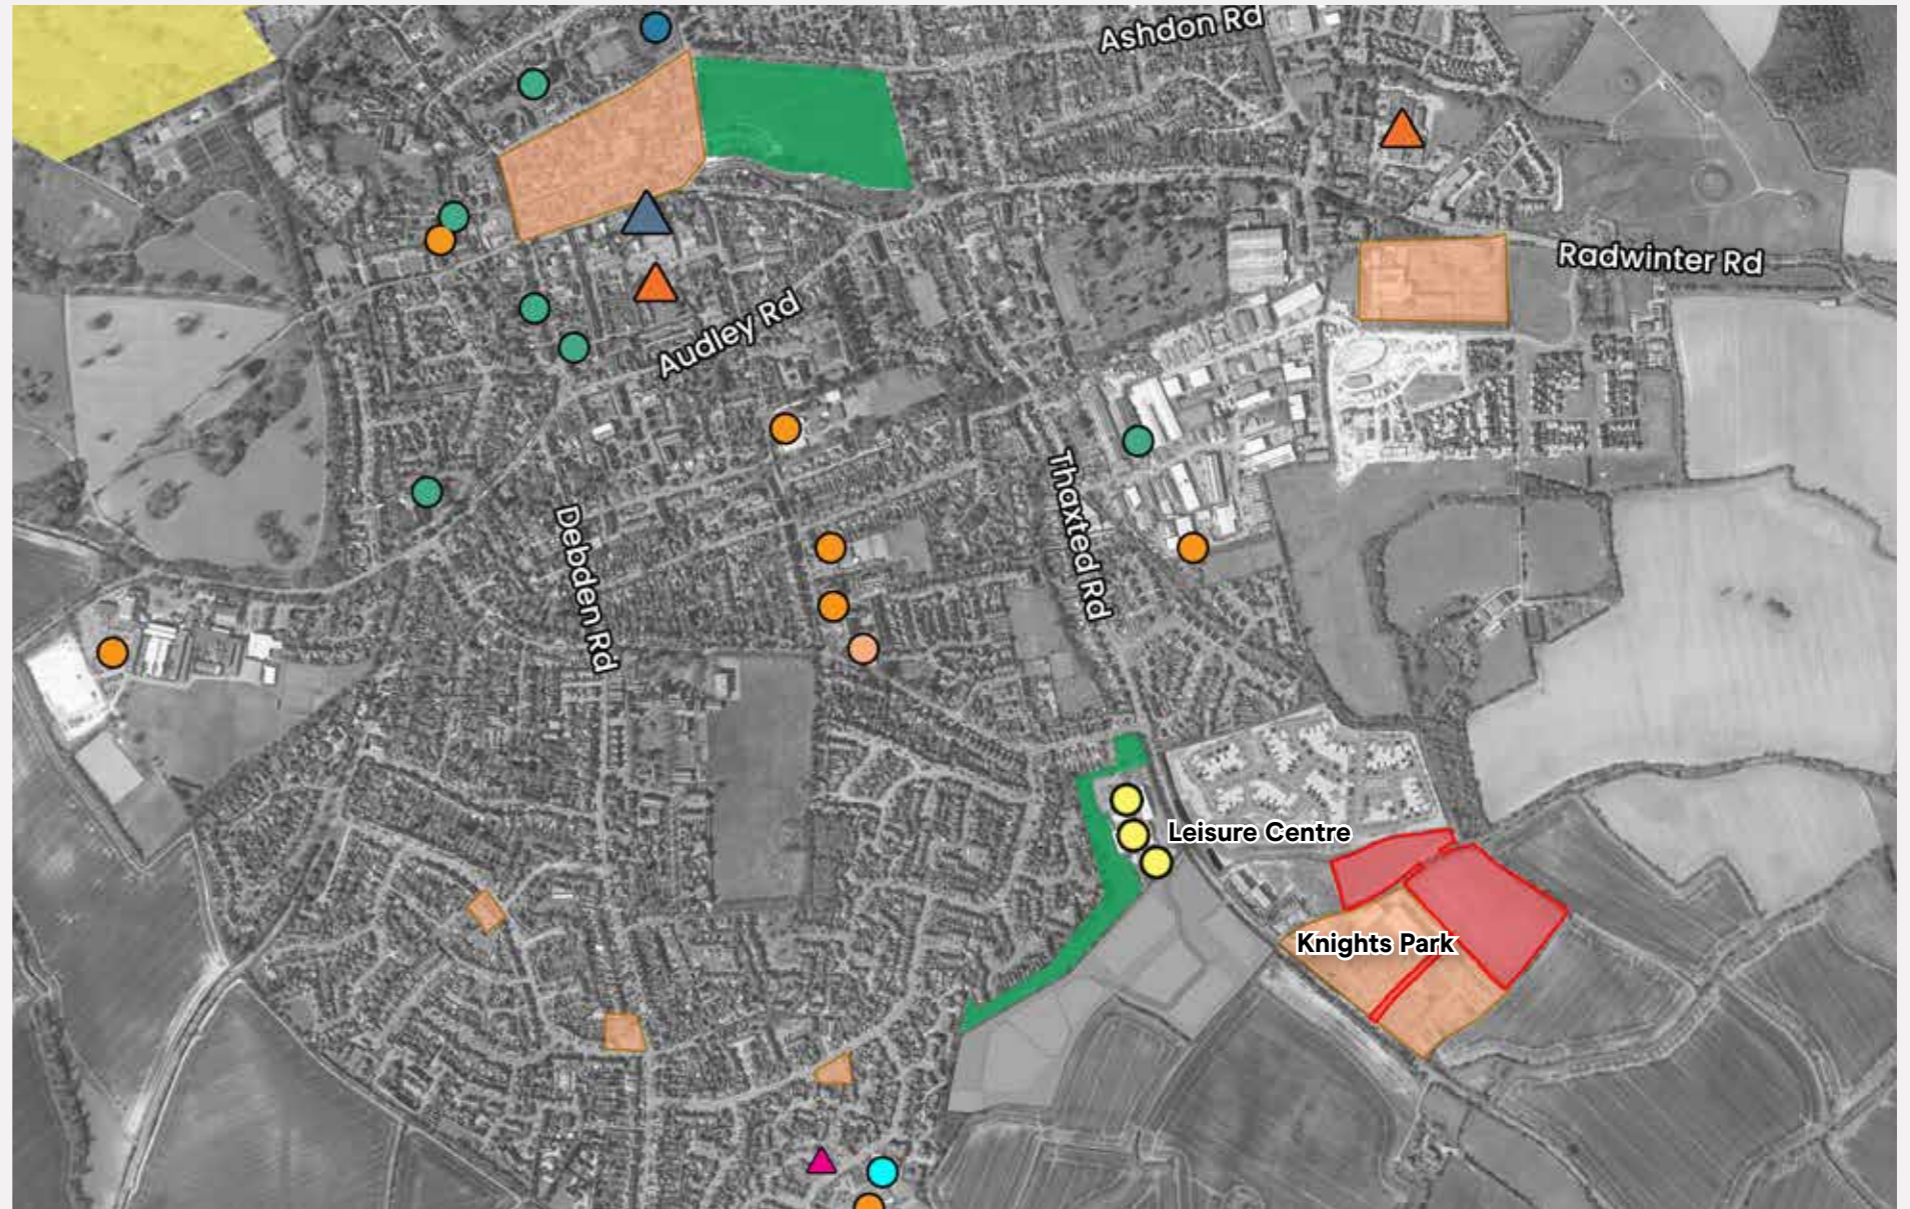 Ashdon Rd
Radwinter Rd
Audley Rd
Thaxted Rd
Debden Rd
Leisure Centre
Knights Park